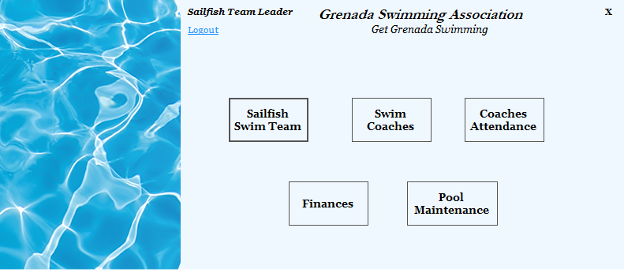 Sailfish Team Leader
Grenada Swimming Association
X
Logout
Get Grenada Swimming
Sailfish
Swim Team
Swim
Coaches
Coaches
Attendance
Finances
Pool
Maintenance